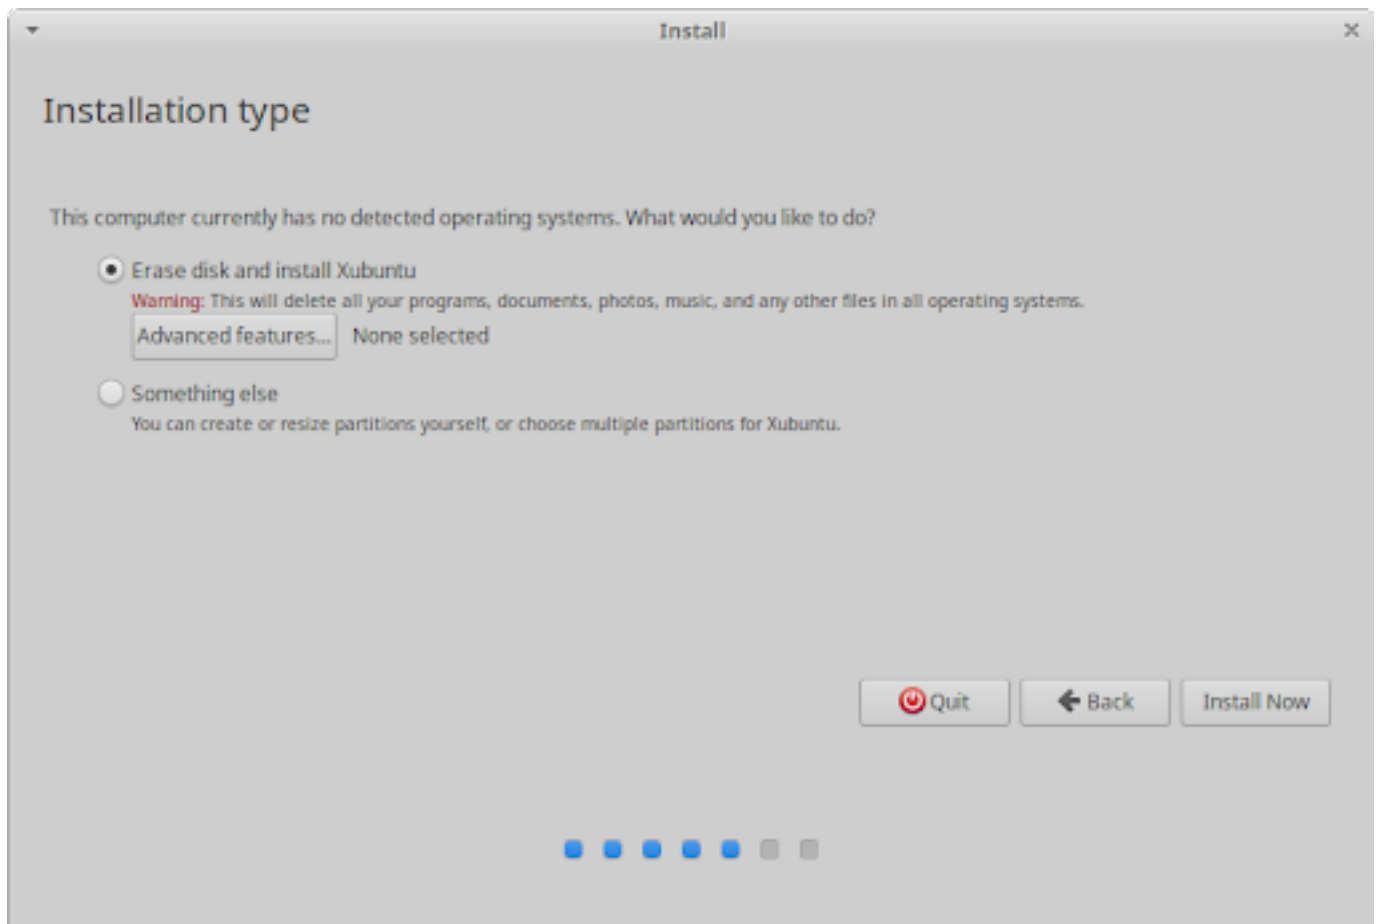 Install
Installation type
This computer currently has no detected operating systems. What would you like to do?
Erase disk and install Xubuntu
Warning: This will delete all your programs, documents, photos, music, and any other files in all operating systems.
Advanced features... None selected
Something else
You can create or resize partitions yourself, or choose multiple partitions for Xubuntu.
Quit Back Install Now